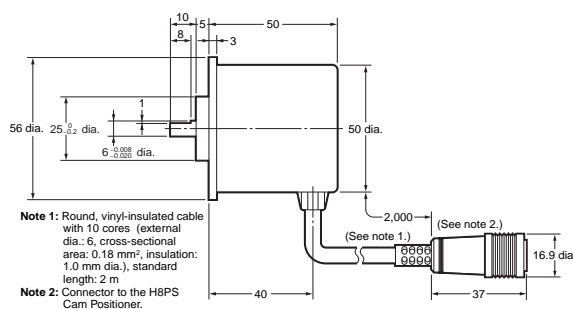 10
5
50
8
3
1
56 dia.
25 0 -0.2 dia.
50 dia.
6 -0.008 -0.020 dia.
2,000
(See note 1.)
(See note 2.)
16.9 dia
40
37
Note 1: Round, vinyl-insulated cable
with 10 cores (external
dia.: 6, cross-sectional
area: 0.18 mm², insulation:
1.0 mm dia.), standard
length: 2 m
Note 2: Connector to the H8PS
Cam Positioner.